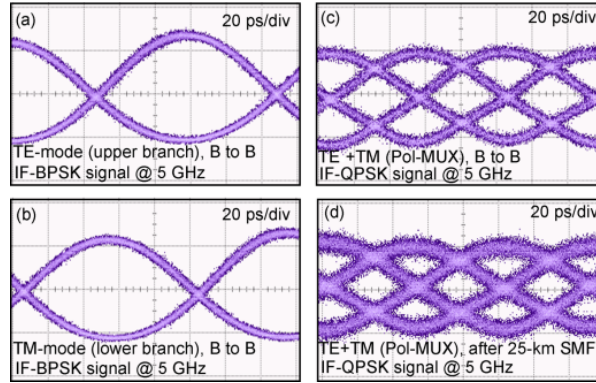 (a)
20 ps/div
TE-mode (upper branch), B to B
IF-BPSK signal @ 5 GHz
(c)
20 ps/div
TE +TM (Pol-MUX), B to B
IF-QPSK signal @ 5 GHz
(b)
20 ps/div
TM-mode (lower branch), B to B
IF-BPSK signal @ 5 GHz
(d)
20 ps/div
TE+TM (Pol-MUX), after 25-km SMF
IF-QPSK signal @ 5 GHz